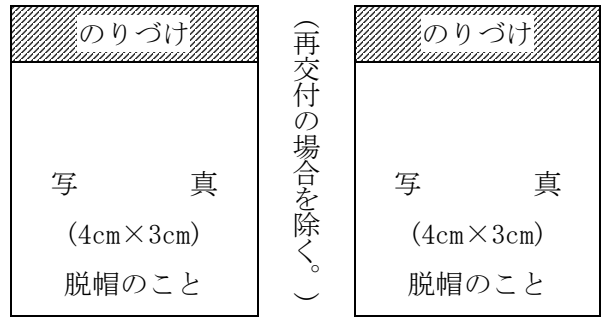 のりづけ
写 真
(4cm×3cm)
脱帽のこと
（再交付の場合を除く。）
のりづけ
写 真
(4cm×3cm)
脱帽のこと